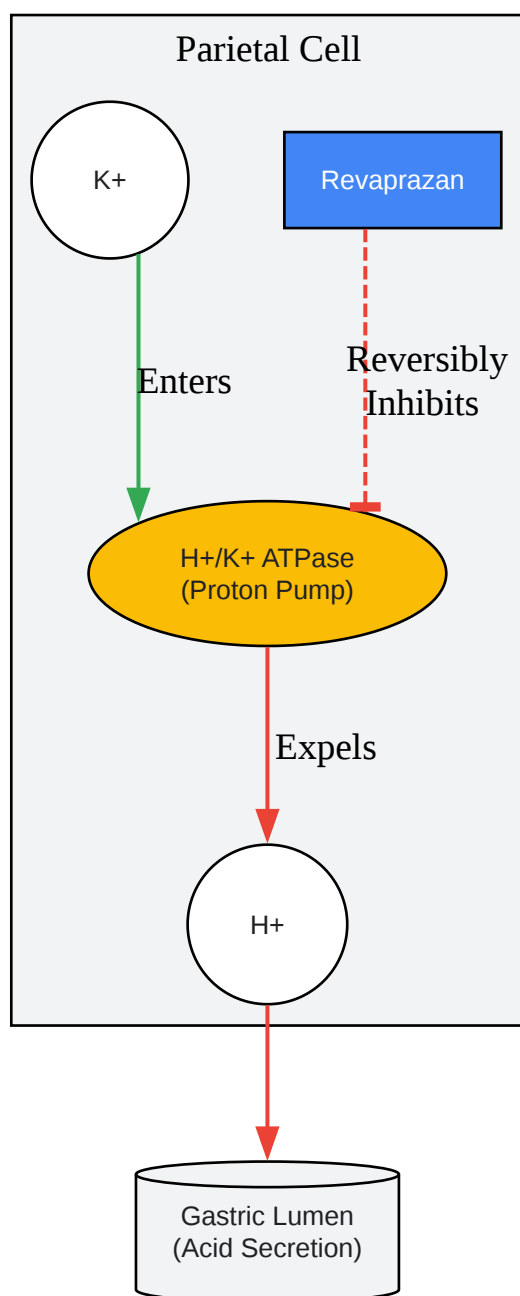 Parietal Cell
K+
Revaprazan
Enters
Reversibly
Inhibits
H+/K+ ATPase
(Proton Pump)
Expels
H+
Gastric Lumen
(Acid Secretion)